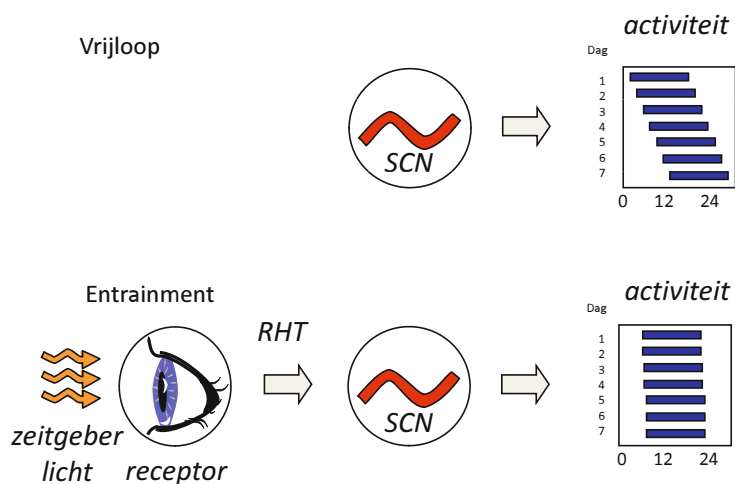 Vrijloop
activiteit
Dag
1
2
3
4
5
6
7
0 12 24
SCN
Entrainment
RHT
zeitgeber
licht
receptor
SCN
activiteit
Dag
1
2
3
4
5
6
7
0 12 24